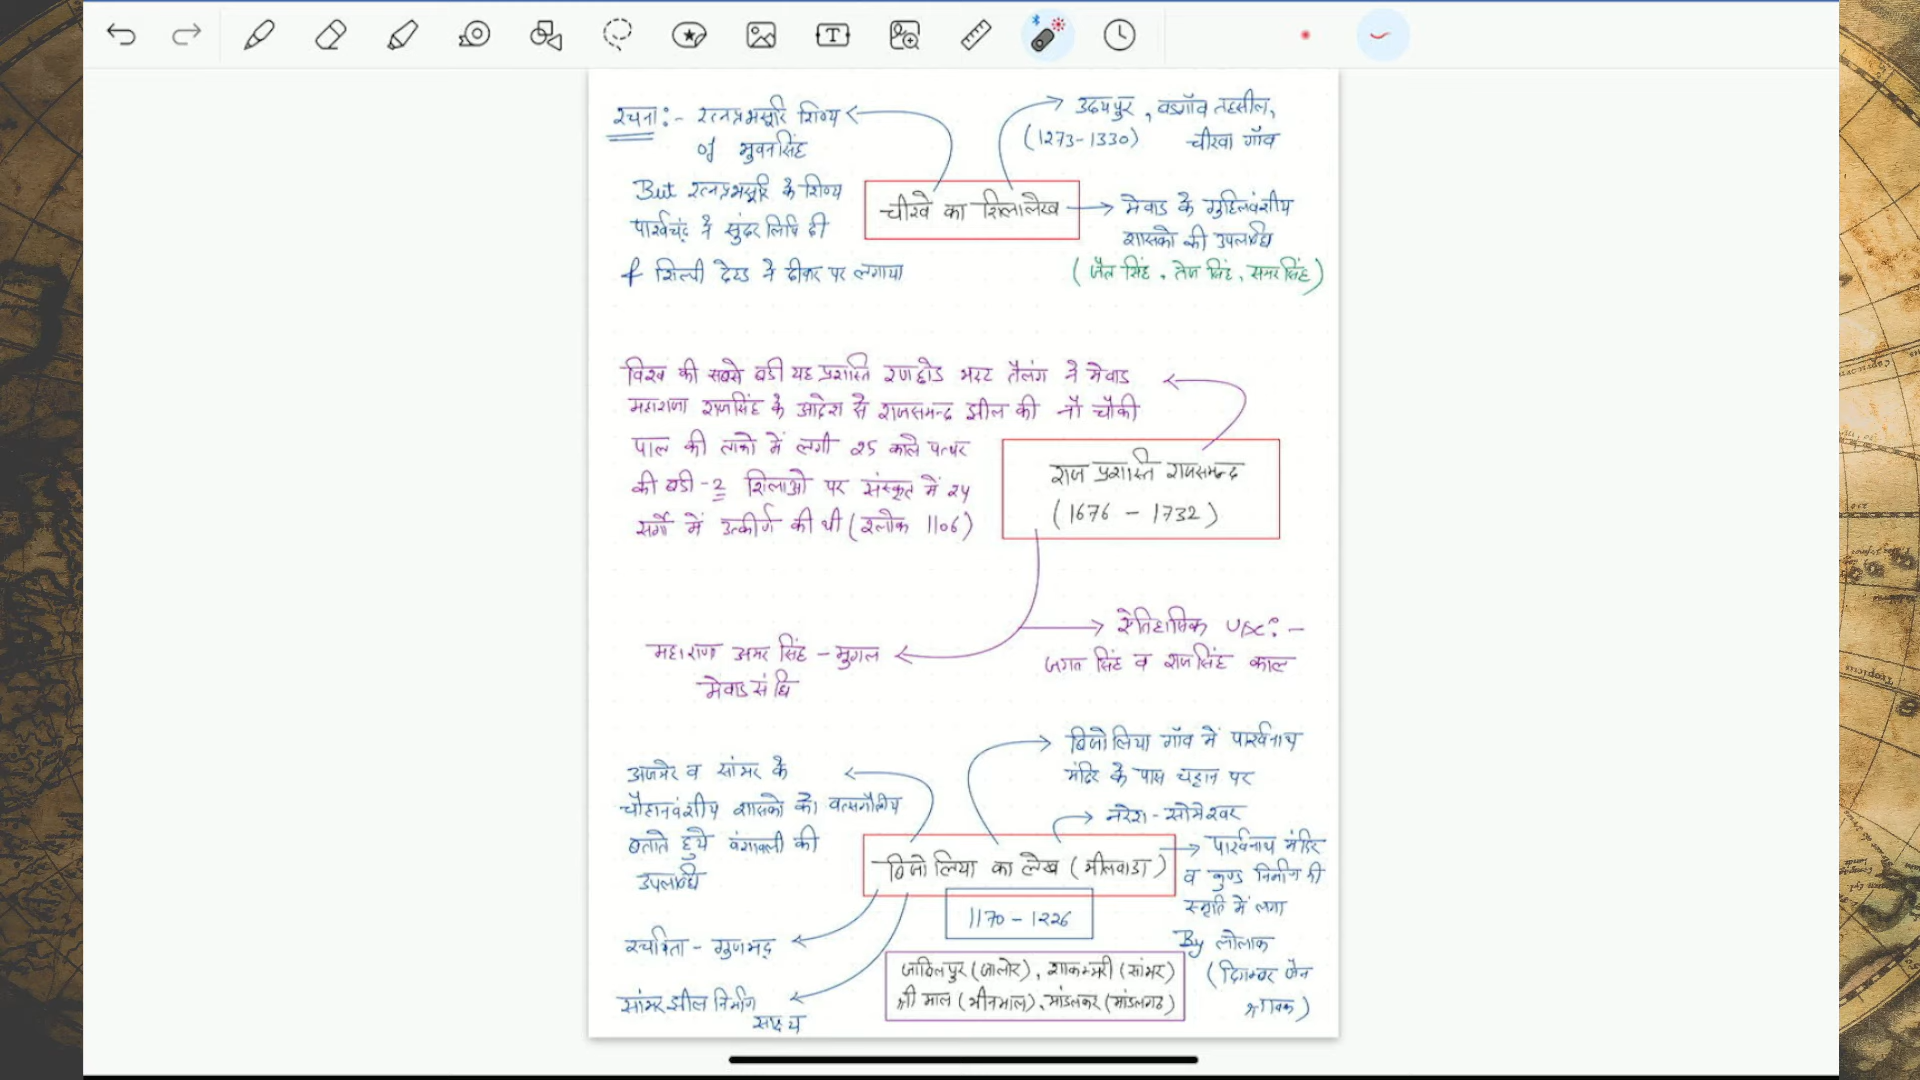 रचना:- रत्नप्रभसूरि शिष्य
of भुवनसिंह
But रत्नप्रभसूरि के शिष्य
पार्श्वचंद्र ने सुंदर लिपि दी
& शिल्पी देल्ह ने दीवार पर लगाया
उदयपुर, बडगाँव तहसील,
(1273-1330) चीरवा गाँव
चीरवे का शिलालेख
मेवाड के गुहिलवंशीय
शासको की उपलब्धि
(जैत्र सिंह, तेज सिंह, समर सिंह)
विश्व की सबसे बडी यह प्रशस्ति रणछोड भट्ट तैलंग ने मेवाड
महाराजा राजसिंह के आदेश से राजसमन्द झील की नौ चौकी
पाल की ताको में लगी 25 काले पत्थर
की बडी-2 शिलाओ पर संस्कृत में 24
सर्गो में उत्कीर्ण की थी (श्लोक 1106)
राज प्रशस्ति राजसमन्द
(1676 - 1732)
ऐतिहासिक use:-
जगत सिंह व राजसिंह काल
महाराणा अमर सिंह - मुगल
मेवाड संधि
बिजोलिया गाँव में पार्श्वनाथ
मंदिर के पास चट्टान पर
नरेश - सोमेश्वर
अजमेर व सांभर के
चौहानवंशीय शासको को वत्सगौत्रीय
बताते हुये वंशावली की
उपलब्धि
बिजोलिया का लेख (भीलवाडा)
1170 - 1226
पार्श्वनाथ मंदिर
व कुण्ड निर्माण की
स्मृति में लगा
By लोलाक
(दिगम्बर जैन
श्रावक)
रचयिता - गुणभद्र
सांभर झील निर्माण
साक्ष्य
जाबिलपुर (जालोर), शाकम्भरी (सांभर)
श्री माल (भीनमाल), मांडलकर (मांडलगढ)